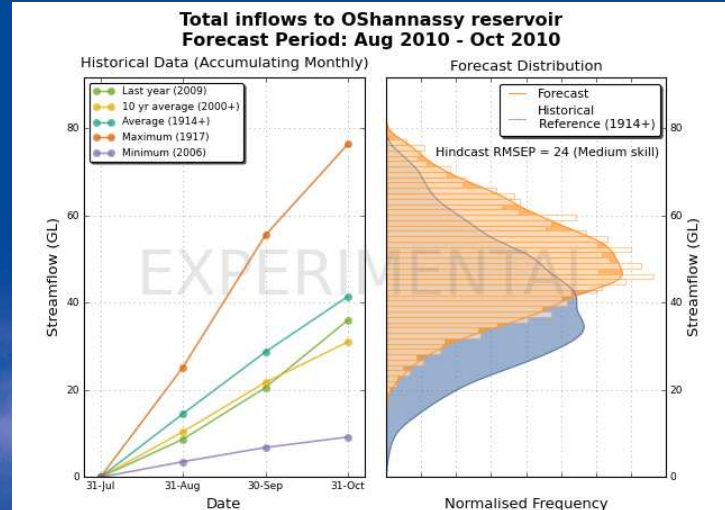 Total inflows to OShannassy reservoir
Forecast Period: Aug 2010 - Oct 2010
Historical Data (Accumulating Monthly)
Last year (2009)
10 yr average (2000+)
Average (1914+)
Maximum (1917)
Minimum (2006)
Streamflow (GL)
80
60
40
20
0
31-Jul
31-Aug
30-Sep
31-Oct
Date
Forecast Distribution
Forecast
Historical
Reference (1914+)
Hindcast RMSEP = 24 (Medium skill)
80
60
40
20
0
Streamflow (GL)
Normalised Frequency
EXPERIMENTAL